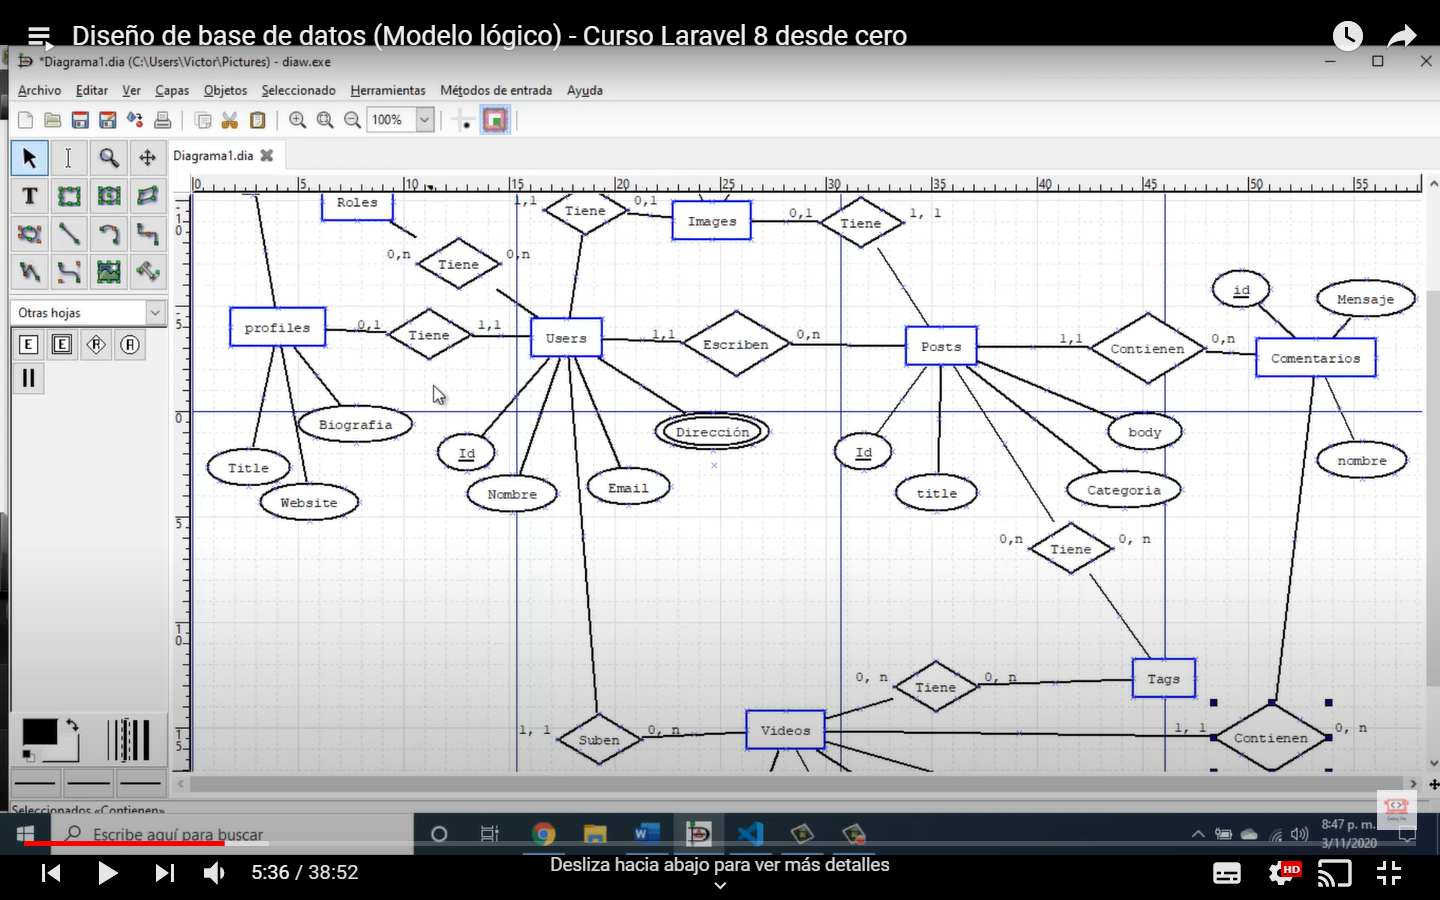 Diseño de base de datos (Modelo lógico) - Curso Laravel 8 desde cero
*Diagrama1.dia (C:\Users\Victor\Pictures) - diaw.exe
Archivo Editar Ver Capas Objetos Seleccionado Herramientas Métodos de entrada Ayuda
100%
Diagrama1.dia
0, 5 10 15 20 25 30 35 40 45 50 55
Roles
1,1
Tiene
0,1
Images
0,1
Tiene
1, 1
0,n
Tiene
0,n
id
Mensaje
Otras hojas
profiles
0,1
Tiene
1,1
Users
1,1
Escriben
0,n
Posts
1,1
Contienen
0,n
Comentarios
Biografia
Dirección
body
Title
Id
Id
nombre
Website
Nombre
Email
title
Categoria
0,n
Tiene
0, n
0, n
Tiene
0, n
Tags
1, 1
Suben
0, n
Videos
1, 1
Contienen
0, n
Seleccionados «Contienen»
Escribe aquí para buscar
8:47 p. m.
3/11/2020
5:36 / 38:52
Desliza hacia abajo para ver más detalles
HD